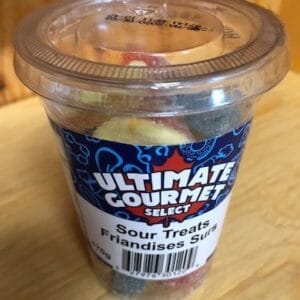 ULTIMATE
GOURMET
SELECT
Sour Treats
Friandises Surs